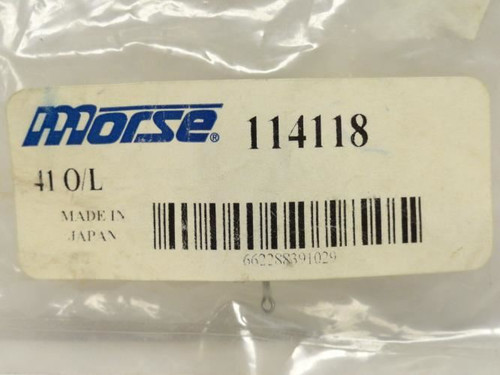 morse® 114118
41 O/L
MADE IN
JAPAN
662288391029